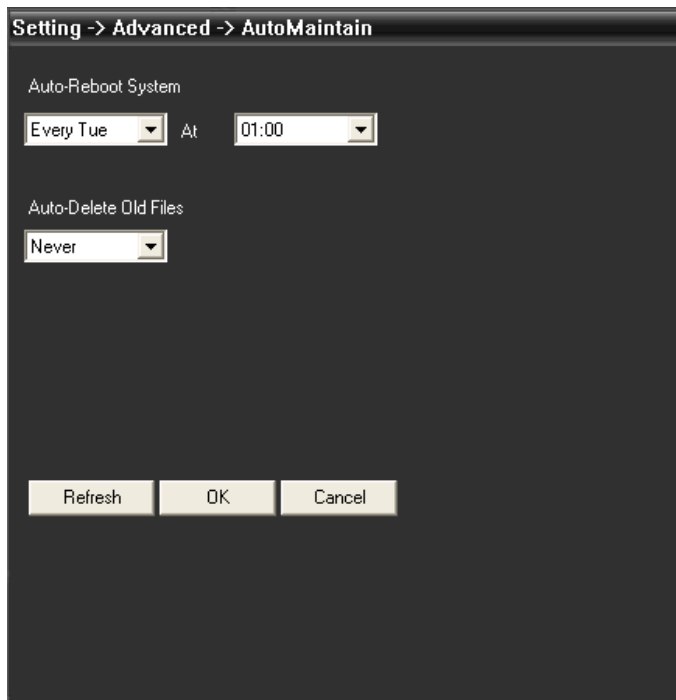 Setting -> Advanced -> AutoMaintain
Auto-Reboot System
Every Tue At 01:00
Auto-Delete Old Files
Never
Refresh OK Cancel